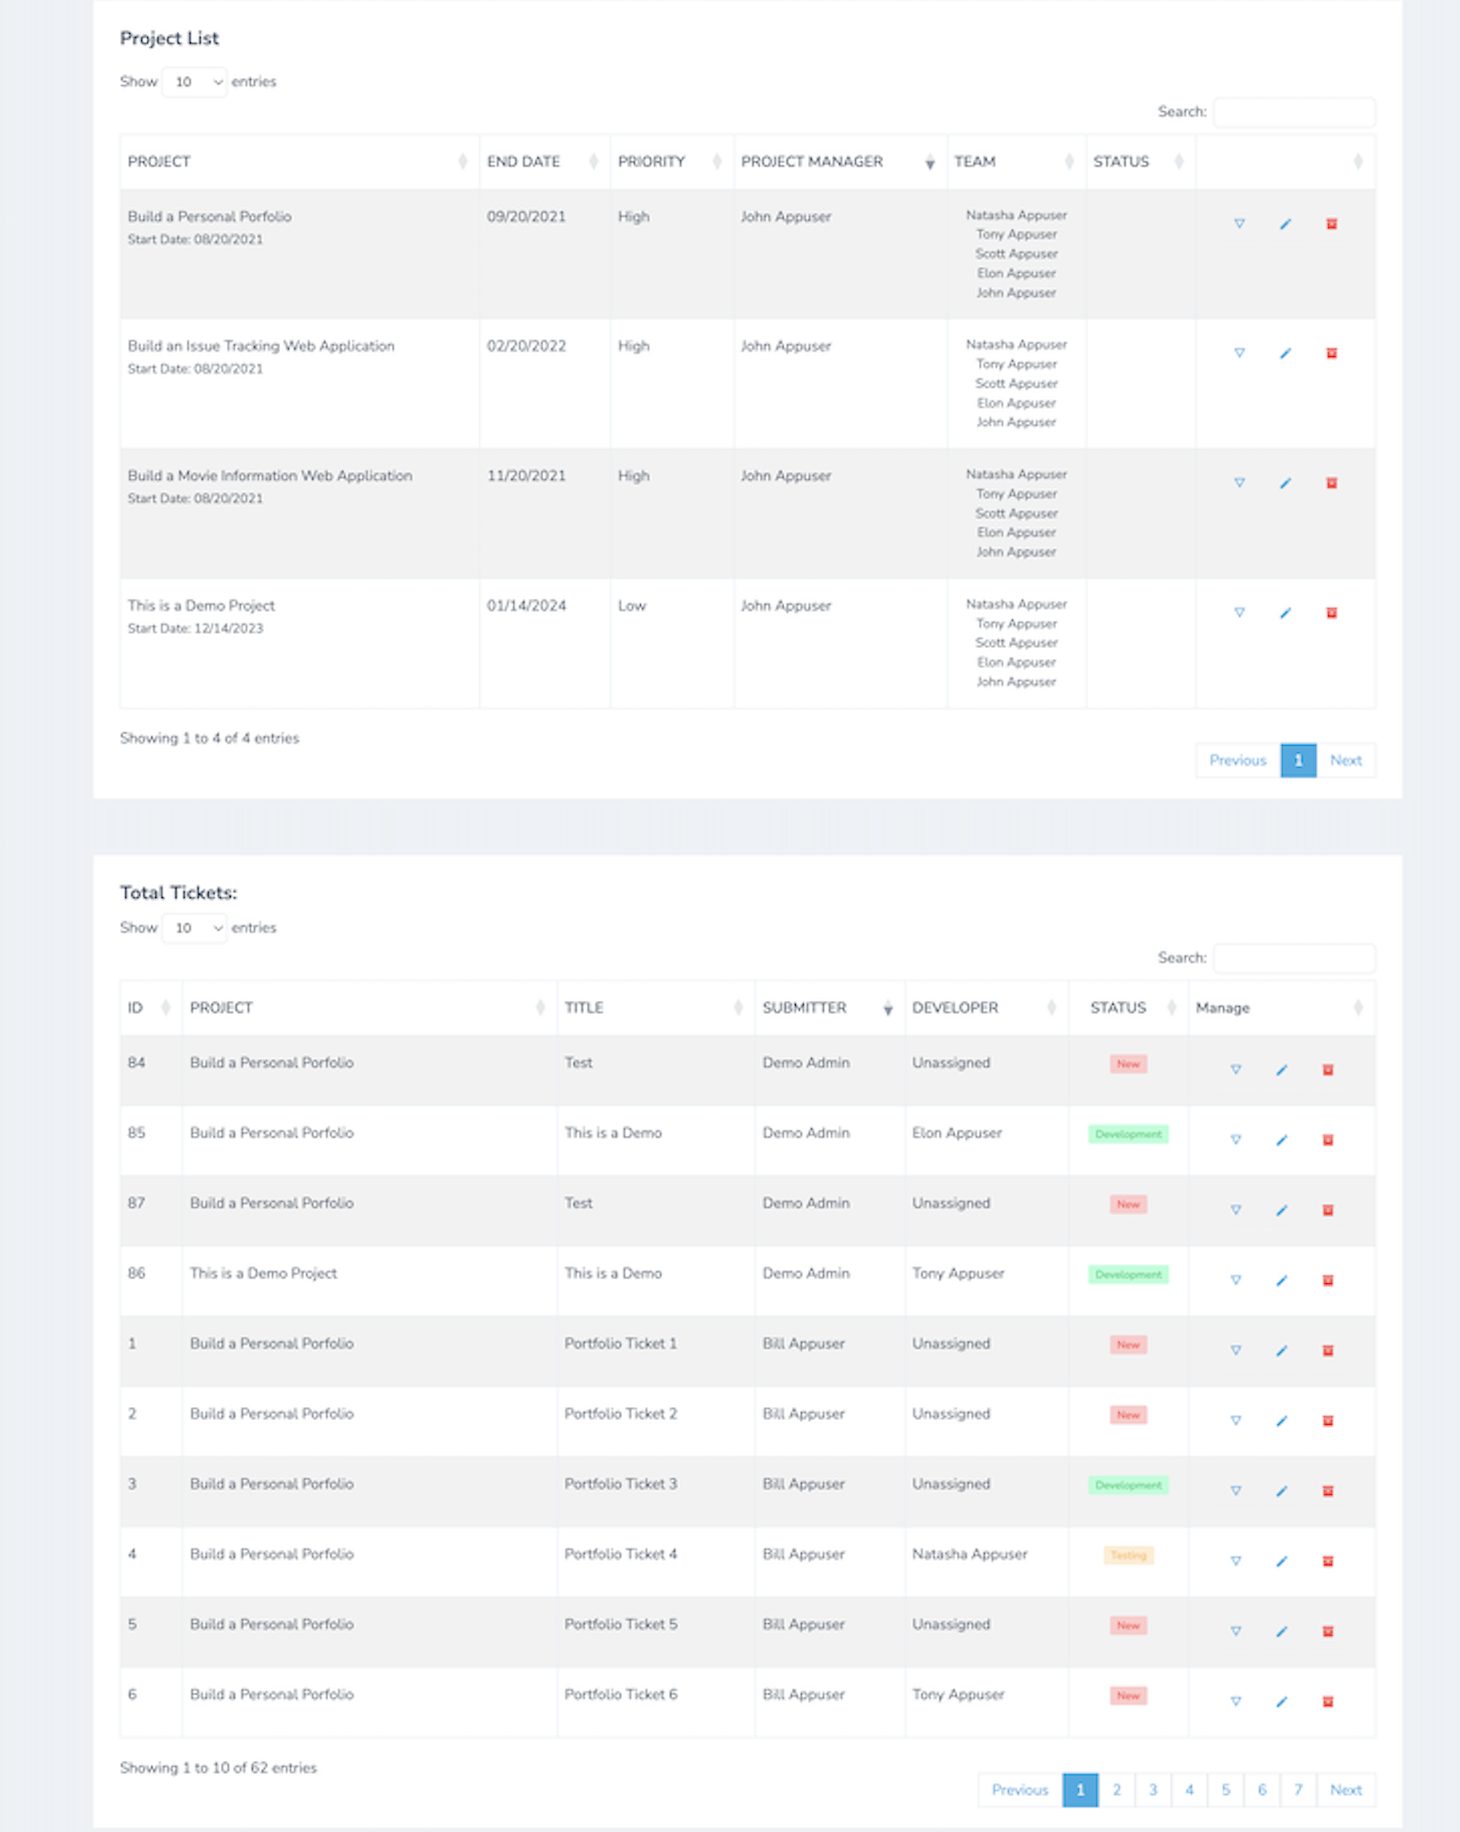 Project List
Show 10 entries
Search:
PROJECT END DATE PRIORITY PROJECT MANAGER TEAM STATUS
Build a Personal Porfolio 09/20/2021 High John Appuser Natasha Appuser
Start Date: 08/20/2021 Tony Appuser
Scott Appuser
Elon Appuser
John Appuser
Build an Issue Tracking Web Application 02/20/2022 High John Appuser Natasha Appuser
Start Date: 08/20/2021 Tony Appuser
Scott Appuser
Elon Appuser
John Appuser
Build a Movie Information Web Application 11/20/2021 High John Appuser Natasha Appuser
Start Date: 08/20/2021 Tony Appuser
Scott Appuser
Elon Appuser
John Appuser
This is a Demo Project 01/14/2024 Low John Appuser Natasha Appuser
Start Date: 12/14/2023 Tony Appuser
Scott Appuser
Elon Appuser
John Appuser
Showing 1 to 4 of 4 entries
Previous 1 Next
Total Tickets:
Show 10 entries
Search:
ID PROJECT TITLE SUBMITTER DEVELOPER STATUS Manage
84 Build a Personal Porfolio Test Demo Admin Unassigned New
85 Build a Personal Porfolio This is a Demo Demo Admin Elon Appuser Development
87 Build a Personal Porfolio Test Demo Admin Unassigned New
86 This is a Demo Project This is a Demo Demo Admin Tony Appuser Development
1 Build a Personal Porfolio Portfolio Ticket 1 Bill Appuser Unassigned New
2 Build a Personal Porfolio Portfolio Ticket 2 Bill Appuser Unassigned New
3 Build a Personal Porfolio Portfolio Ticket 3 Bill Appuser Unassigned Development
4 Build a Personal Porfolio Portfolio Ticket 4 Bill Appuser Natasha Appuser Testing
5 Build a Personal Porfolio Portfolio Ticket 5 Bill Appuser Unassigned New
6 Build a Personal Porfolio Portfolio Ticket 6 Bill Appuser Tony Appuser New
Showing 1 to 10 of 62 entries
Previous 1 2 3 4 5 6 7 Next